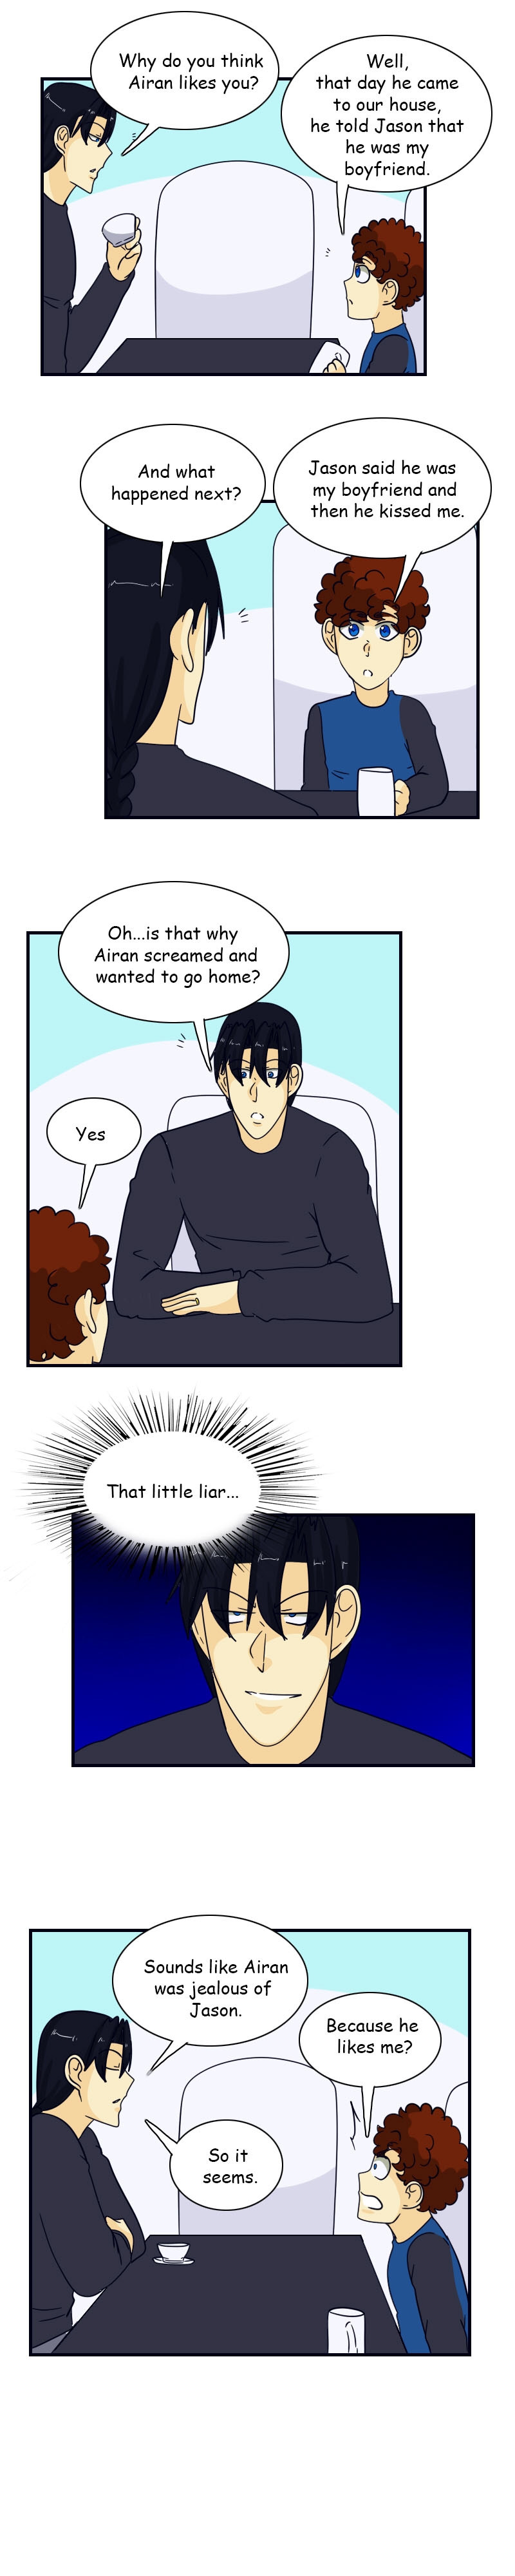 Why do you think
Airan likes you?
Well,
that day he came
to our house,
he told Jason that
he was my
boyfriend.
And what
happened next?
Jason said he was
my boyfriend and
then he kissed me.
Oh...is that why
Airan screamed and
wanted to go home?
Yes
That little liar...
Sounds like Airan
was jealous of
Jason.
Because he
likes me?
So it
seems.